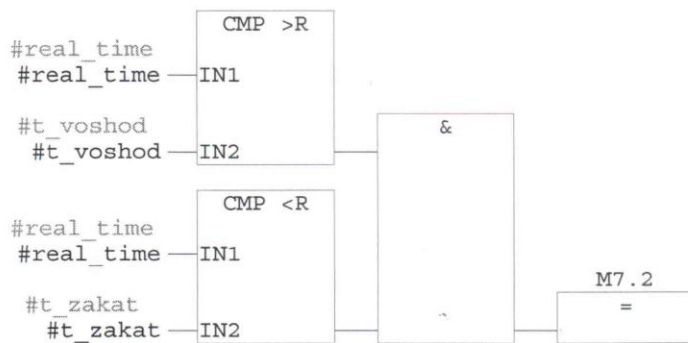 CMP >R
#real_time
#real_time IN1
#t_voshod
#t_voshod IN2
&
CMP <R
#real_time
#real_time IN1
#t_zakat
#t_zakat IN2
M7.2
=